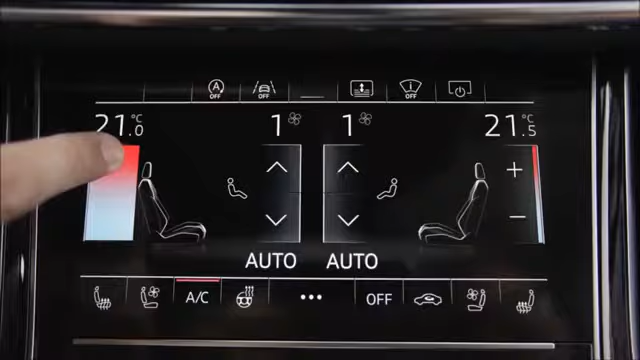 A OFF OFF OFF
21.0 °C 1 1 21.5 °C
+
−
AUTO AUTO
A/C ... OFF